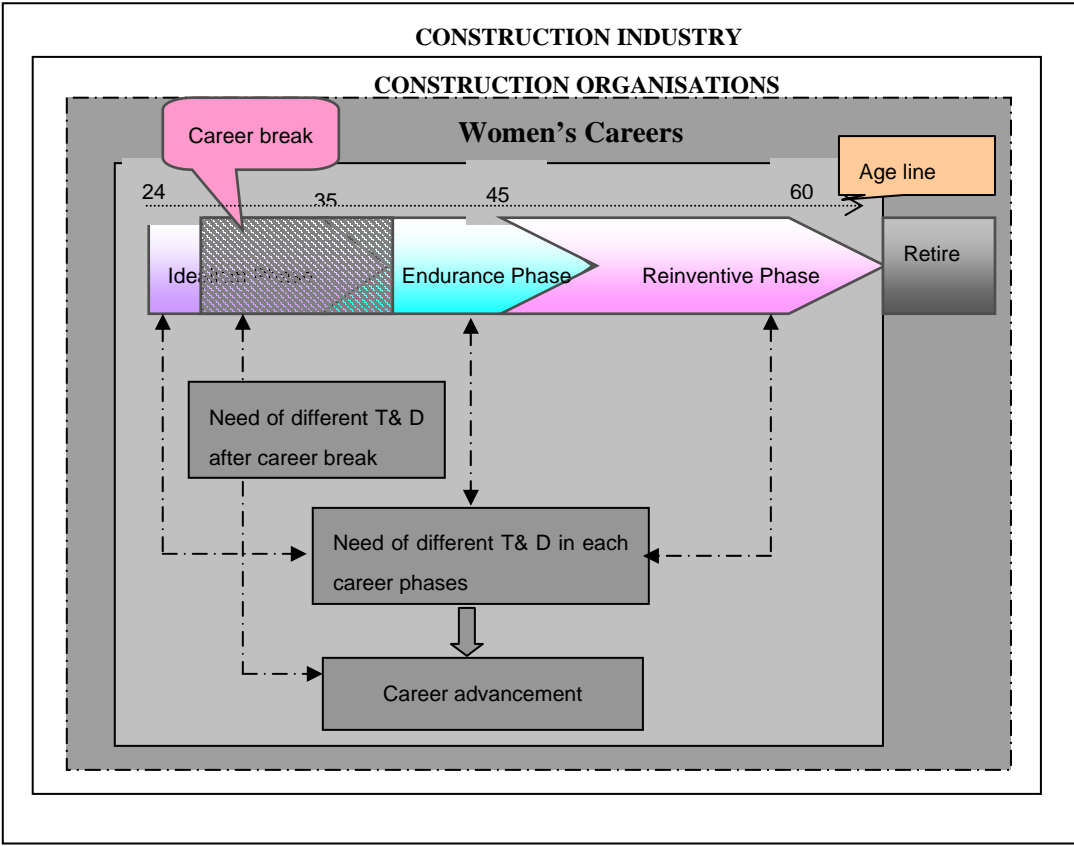 CONSTRUCTION INDUSTRY
CONSTRUCTION ORGANISATIONS
Career break
Women's Careers
Age line
24
35
45
60
Phase
Endurance Phase
Reinventive Phase
Retire
Need of different T& D
after career break
Need of different T& D in each
career phases
Career advancement